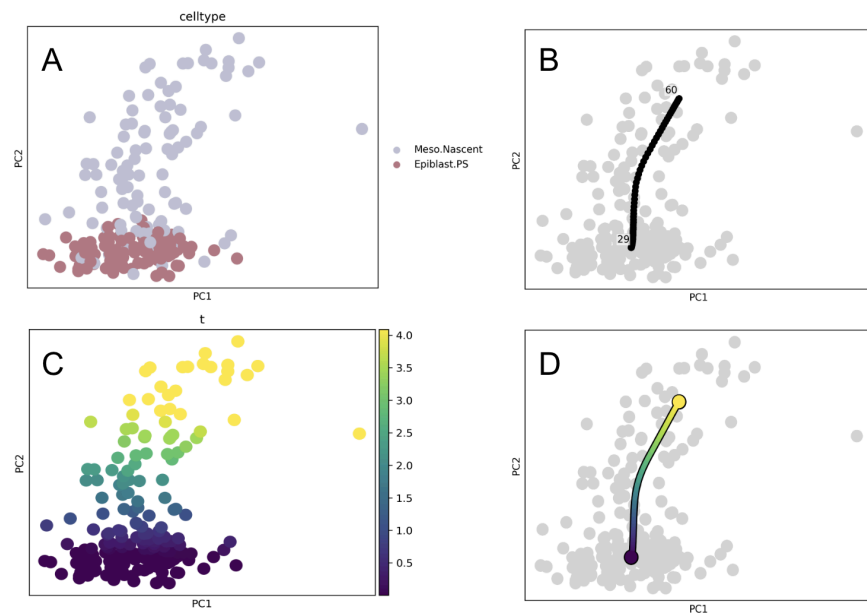 celltype
A
PC2
PC1
Meso.Nascent
Epiblast.PS
B
60
29
PC2
PC1
t
C
PC2
PC1
4.0
3.5
3.0
2.5
2.0
1.5
1.0
0.5
D
PC2
PC1